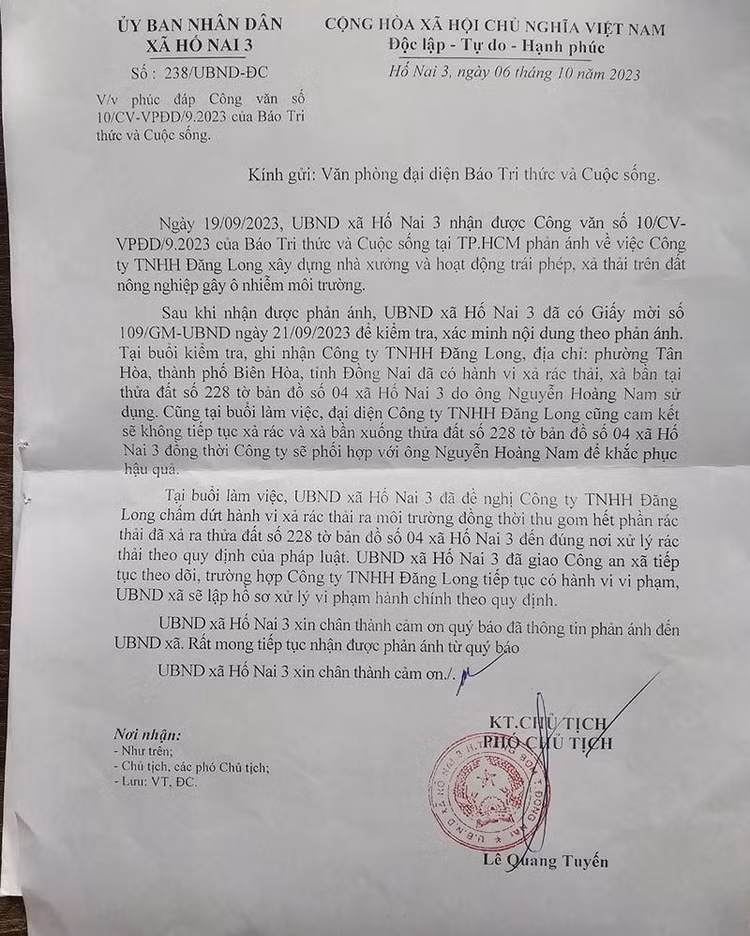 ỦY BAN NHÂN DÂN
XÃ HỐ NAI 3
Số : 238/UBND-ĐC
V/v phúc đáp Công văn số
10/CV-VPĐD/9.2023 của Báo Tri
thức và Cuộc sống.
CỘNG HÒA XÃ HỘI CHỦ NGHĨA VIỆT NAM
Độc lập - Tự do - Hạnh phúc
Hố Nai 3, ngày 06 tháng 10 năm 2023
Kính gửi: Văn phòng đại diện Báo Tri thức và Cuộc sống.
Ngày 19/09/2023, UBND xã Hố Nai 3 nhận được Công văn số 10/CV-
VPĐD/9.2023 của Báo Tri thức và Cuộc sống tại TP.HCM phản ánh về việc Công
ty TNHH Đăng Long xây dựng nhà xưởng và hoạt động trái phép, xả thải trên đất
nông nghiệp gây ô nhiễm môi trường.
Sau khi nhận được phản ánh, UBND xã Hố Nai 3 đã có Giấy mời số
109/GM-UBND ngày 21/09/2023 để kiểm tra, xác minh nội dung theo phản ánh.
Tại buổi kiểm tra, ghi nhận Công ty TNHH Đăng Long, địa chỉ: phường Tân
Hòa, thành phố Biên Hòa, tỉnh Đồng Nai đã có hành vi xả rác thải, xà bần tại
thửa đất số 228 tờ bản đồ số 04 xã Hố Nai 3 do ông Nguyễn Hoàng Nam sử
dụng. Cũng tại buổi làm việc, đại diện Công ty TNHH Đăng Long cũng cam kết
sẽ không tiếp tục xả rác và xà bần xuống thửa đất số 228 tờ bản đồ số 04 xã Hố
Nai 3 đồng thời Công ty sẽ phối hợp với ông Nguyễn Hoàng Nam để khắc phục
hậu quả.
Tại buổi làm việc, UBND xã Hố Nai 3 đã đề nghị Công ty TNHH Đăng
Long chấm dứt hành vi xả rác thải ra môi trường đồng thời thu gom hết phần rác
thải đã xả ra thửa đất số 228 tờ bản đồ số 04 xã Hố Nai 3 đến đúng nơi xử lý rác
thải theo quy định của pháp luật. UBND xã Hố Nai 3 đã giao Công an xã tiếp
tục theo dõi, trường hợp Công ty TNHH Đăng Long tiếp tục có hành vi vi phạm,
UBND xã sẽ lập hồ sơ xử lý vi phạm hành chính theo quy định.
UBND xã Hố Nai 3 xin chân thành cảm ơn quý báo đã thông tin phản ánh đến
UBND xã. Rất mong tiếp tục nhận được phản ánh từ quý báo
UBND xã Hố Nai 3 xin chân thành cảm ơn./.
Nơi nhận:
- Như trên;
- Chủ tịch, các phó Chủ tịch;
- Lưu: VT, ĐC.
KT.CHỦ TỊCH
PHÓ CHỦ TỊCH
U.B.N.D XÃ HỐ NAI 3 H. BOM T. ĐỒNG NAI
Lê Quang Tuyến